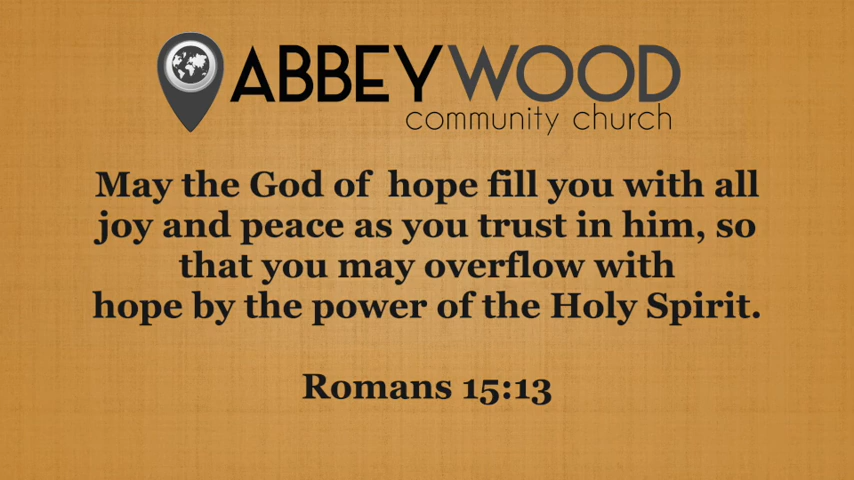 ABBEYWOOD
community church
May the God of  hope fill you with all
joy and peace as you trust in him, so
that you may overflow with
hope by the power of the Holy Spirit.
Romans 15:13